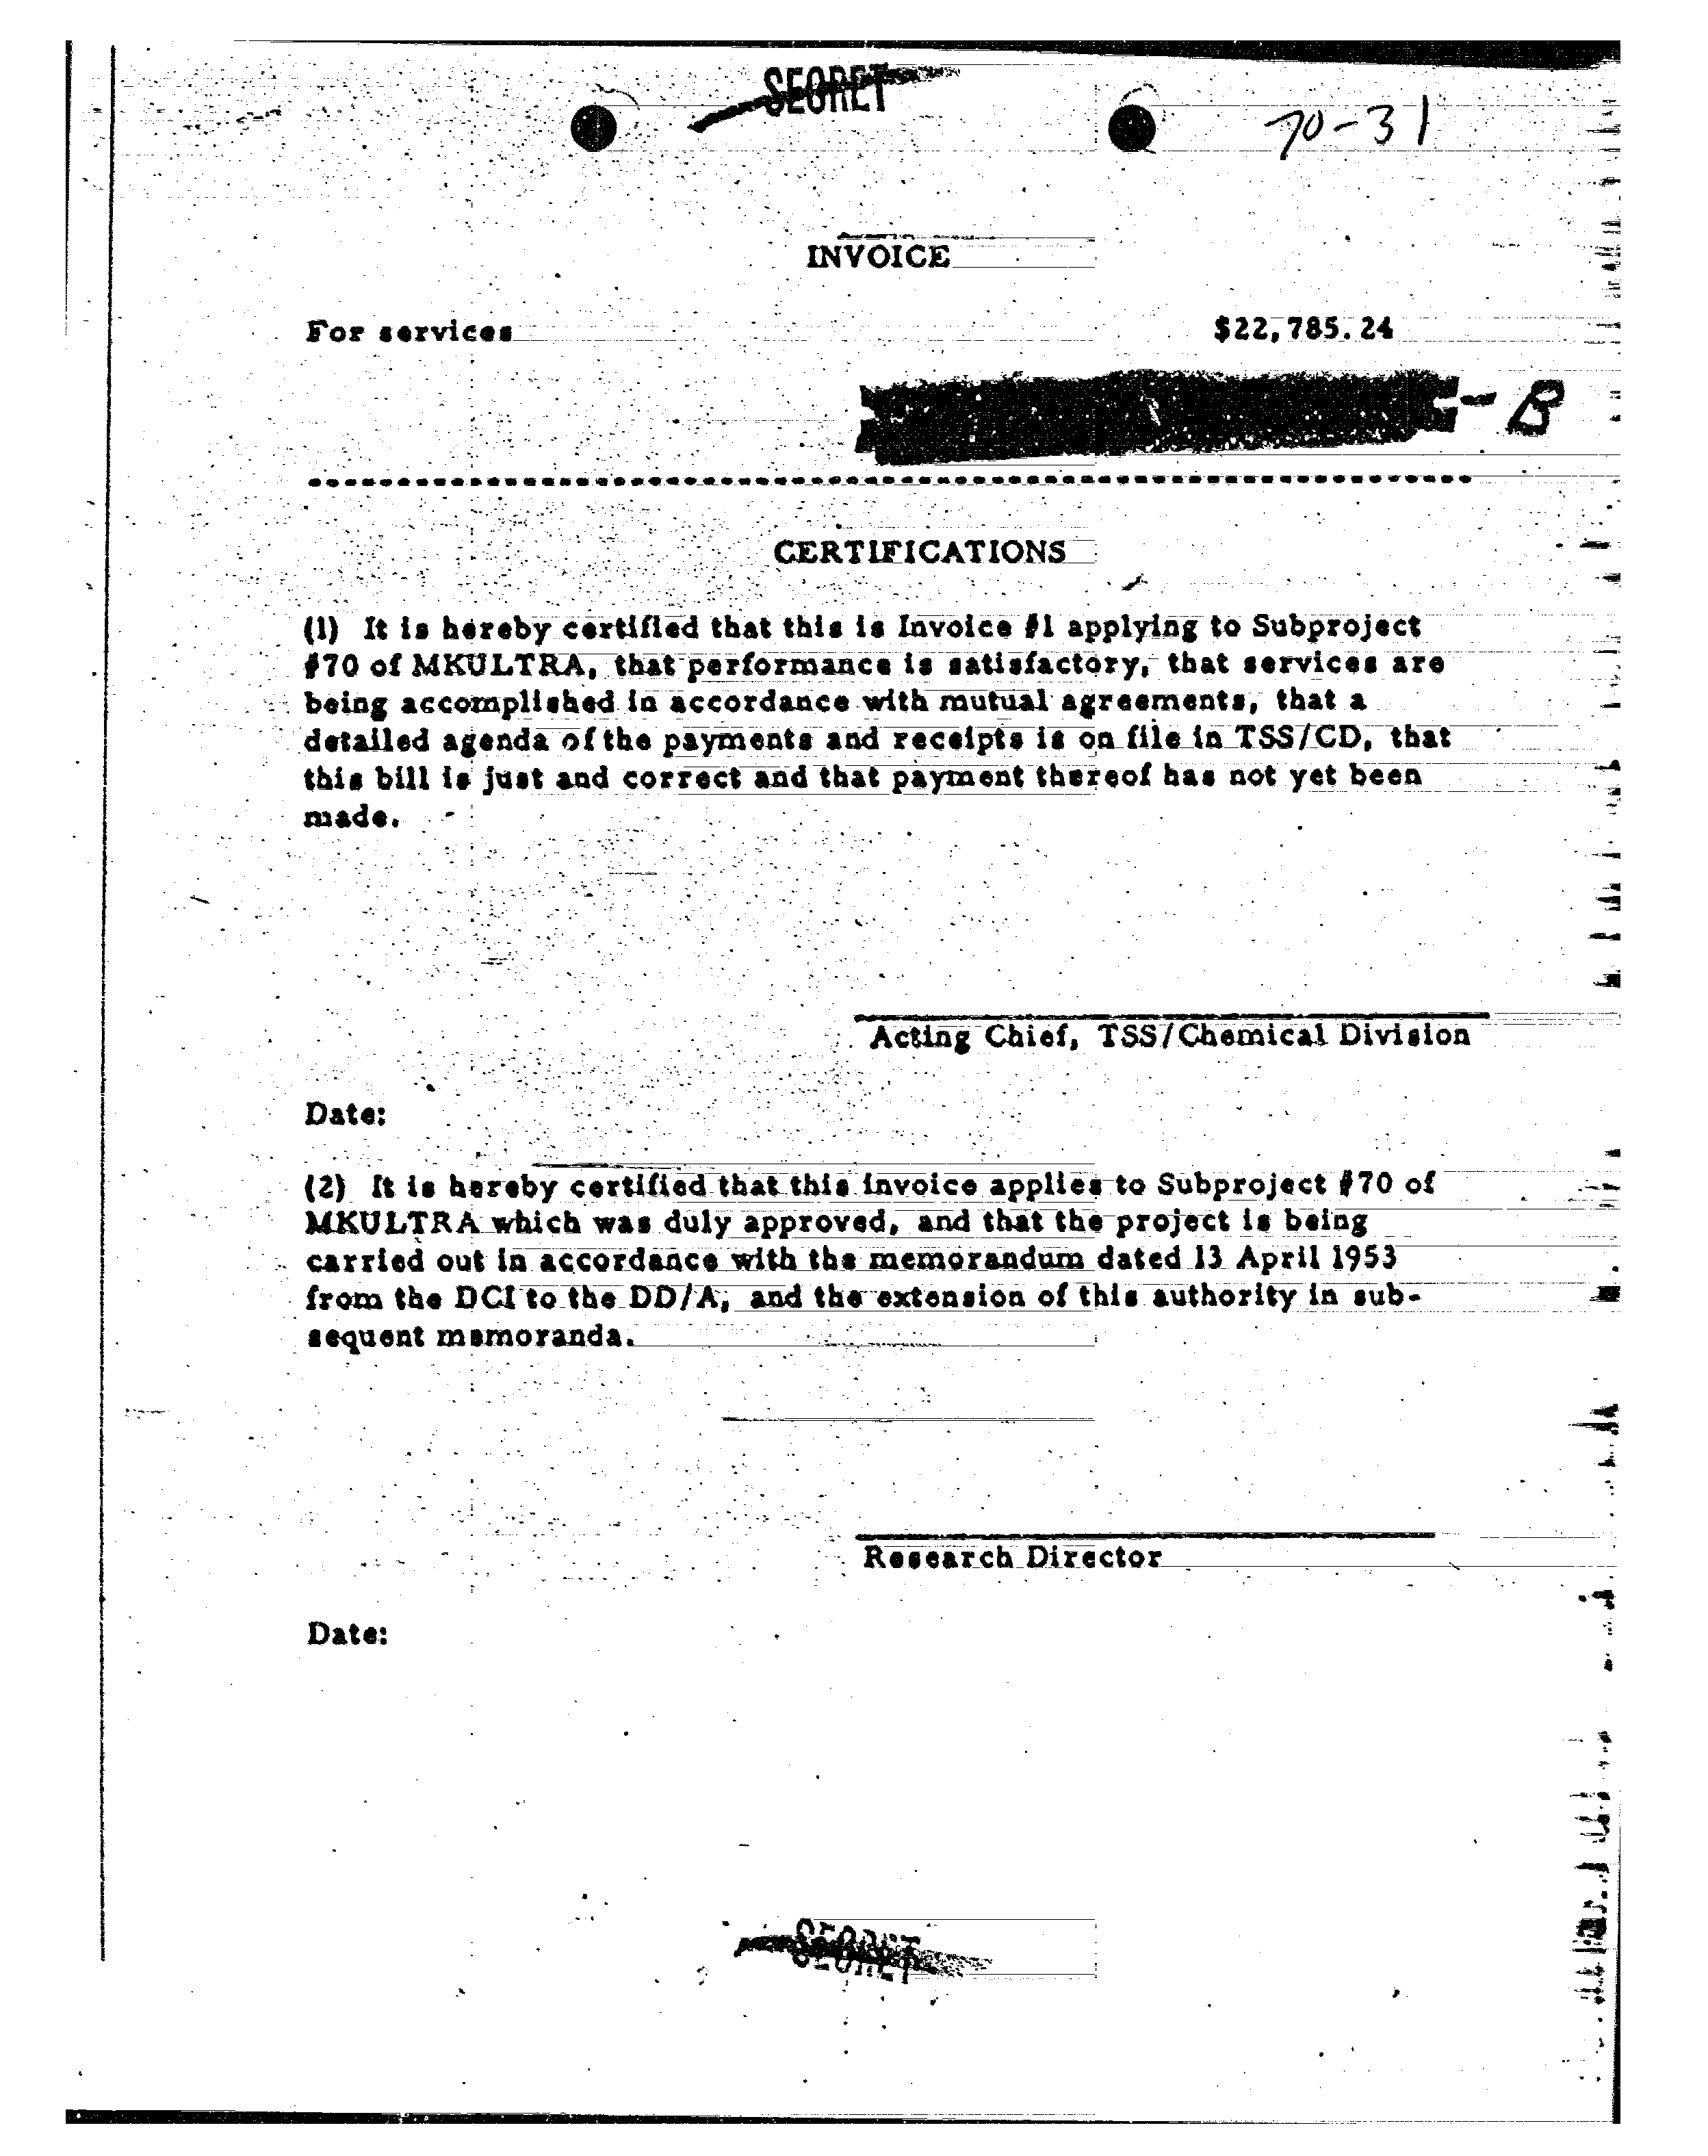 SECRET
70-31
INVOICE
For services $22,785.24
- B
CERTIFICATIONS
(1) It is hereby certified that this is Invoice #1 applying to Subproject
#70 of MKULTRA, that performance is satisfactory, that services are
being accomplished in accordance with mutual agreements, that a
detailed agenda of the payments and receipts is on file in TSS/CD, that
this bill is just and correct and that payment thereof has not yet been
made.
Acting Chief, TSS/Chemical Division
Date:
(2) It is hereby certified that this invoice applies to Subproject #70 of
MKULTRA which was duly approved, and that the project is being
carried out in accordance with the memorandum dated 13 April 1953
from the DCI to the DD/A, and the extension of this authority in sub-
sequent memoranda.
Research Director
Date:
SECRET